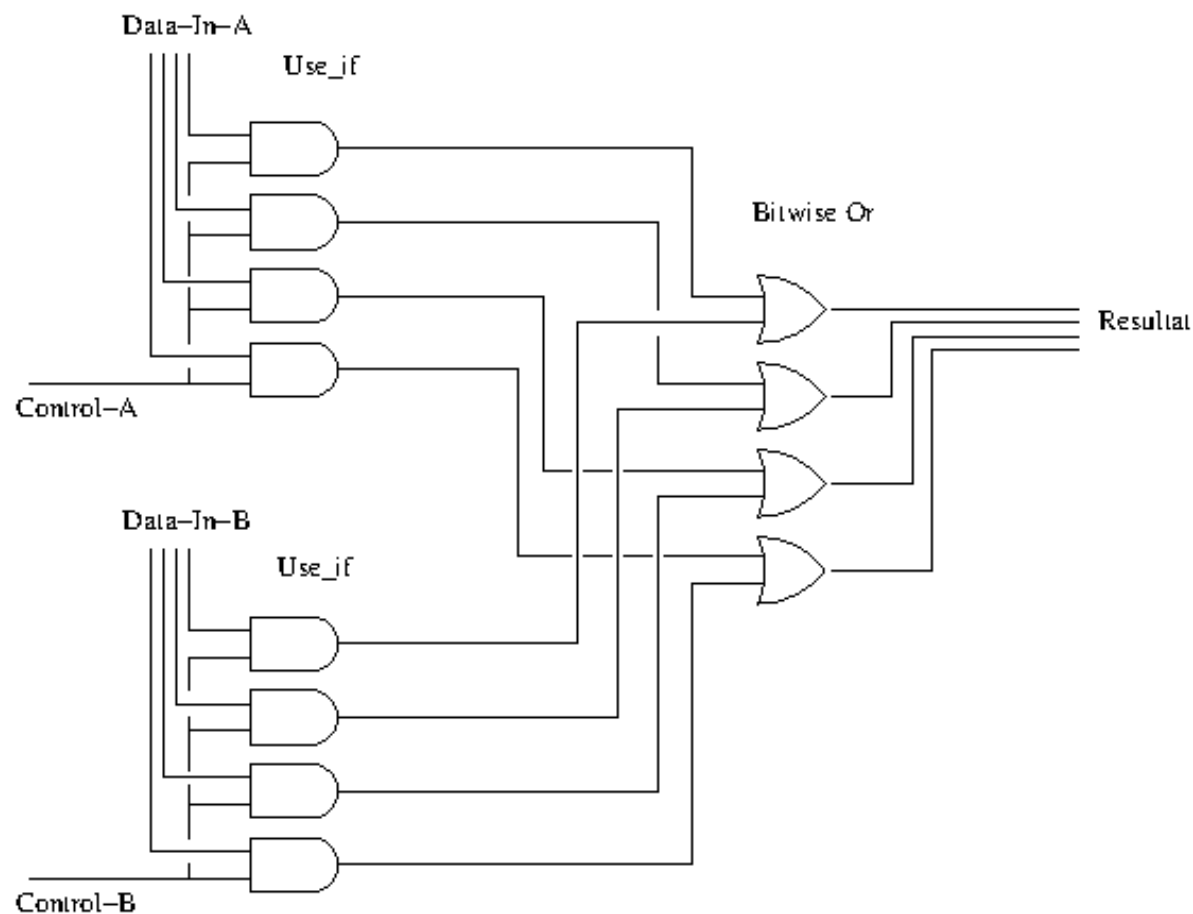 Data-In-A
Use_if
Bitwise Or
Resultat
Control-A
Data-In-B
Use_if
Control-B